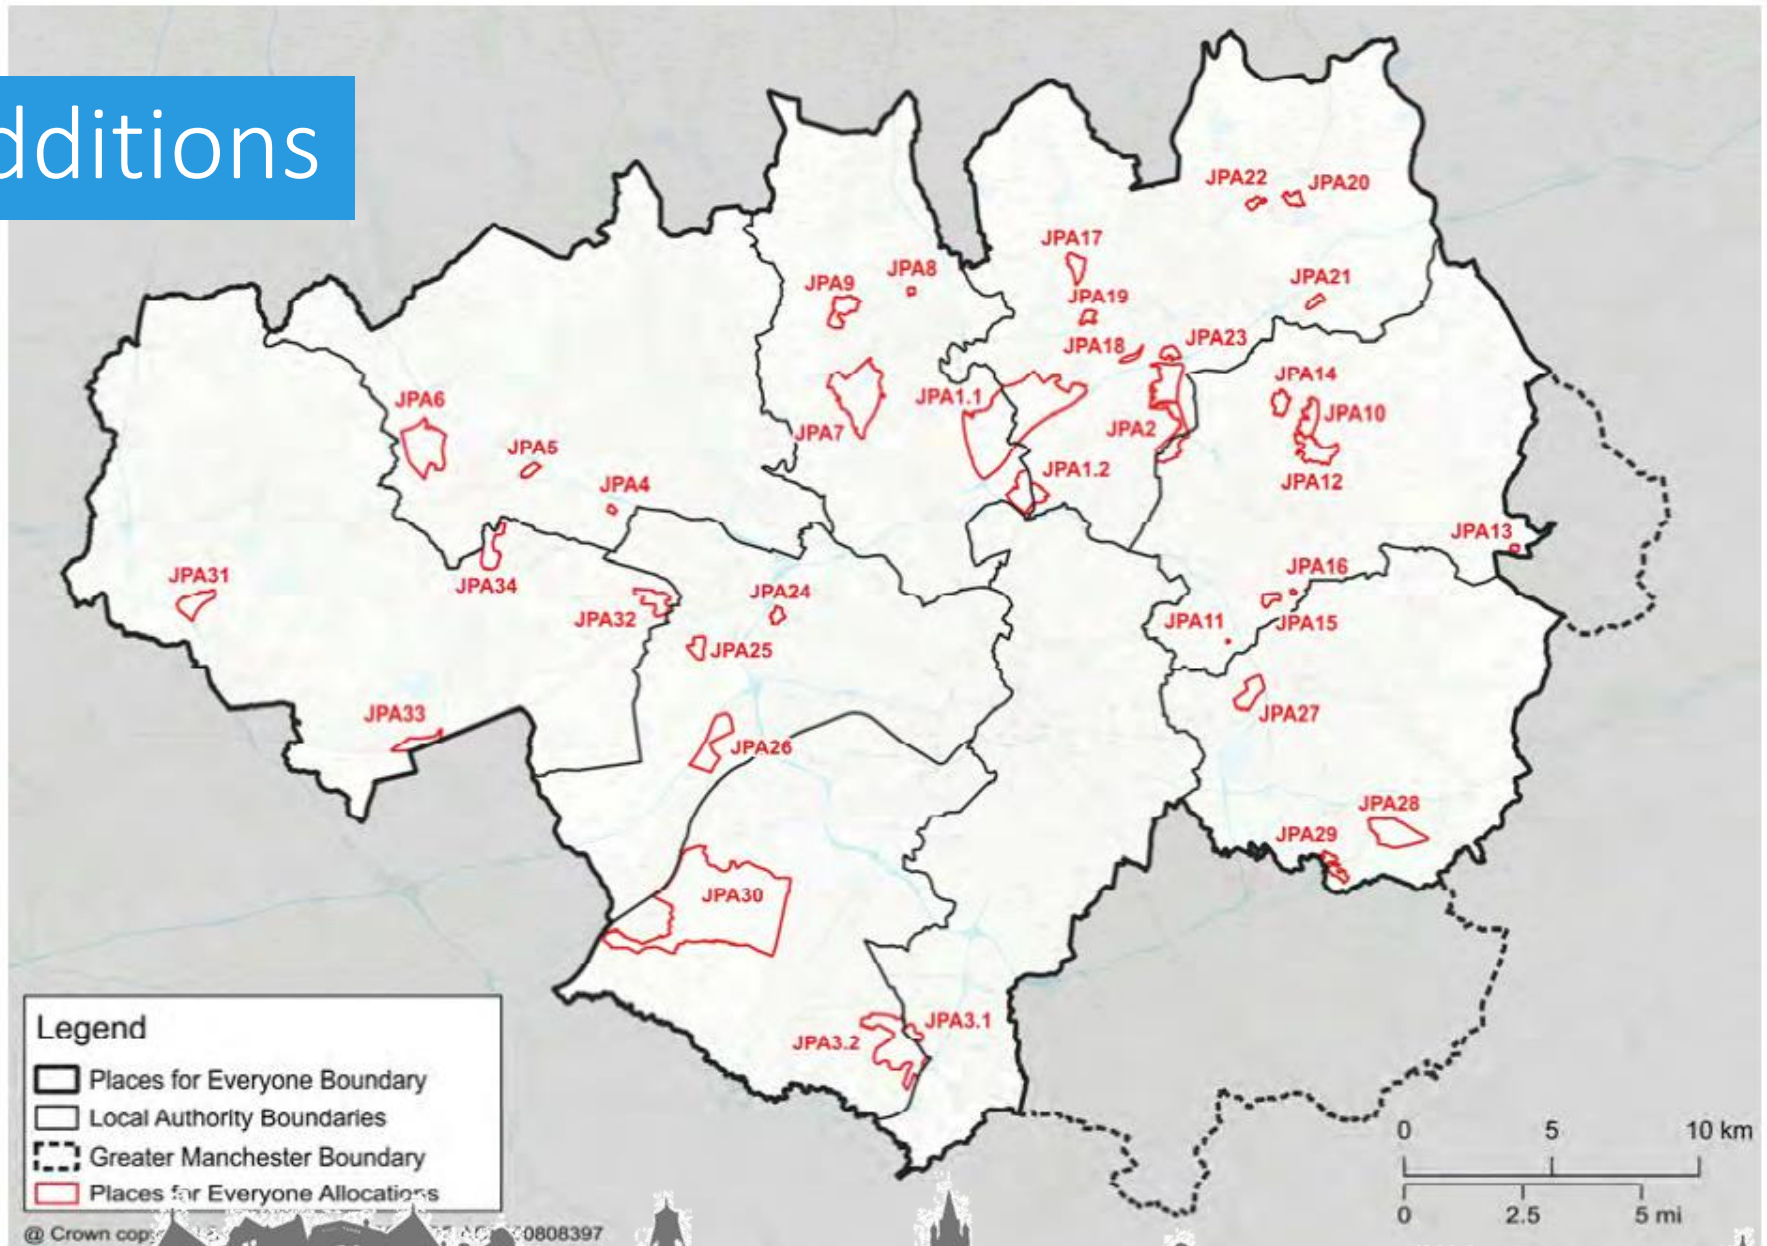 dditions
JPA22
JPA20
JPA17
JPA8
JPA9
JPA21
JPA19
JPA23
JPA18
JPA14
JPA1.1
JPA6
JPA10
JPA7
JPA2
JPA5
JPA1.2
JPA4
JPA12
JPA13
JPA16
JPA31
JPA34
JPA24
JPA32
JPA11
JPA15
JPA25
JPA33
JPA27
JPA26
JPA28
JPA29
JPA30
JPA3.1
JPA3.2
Legend
Places for Everyone Boundary
Local Authority Boundaries
Greater Manchester Boundary
Places for Everyone Allocations
0 5 10 km
0 2.5 5 mi
@ Crown cop 0808397